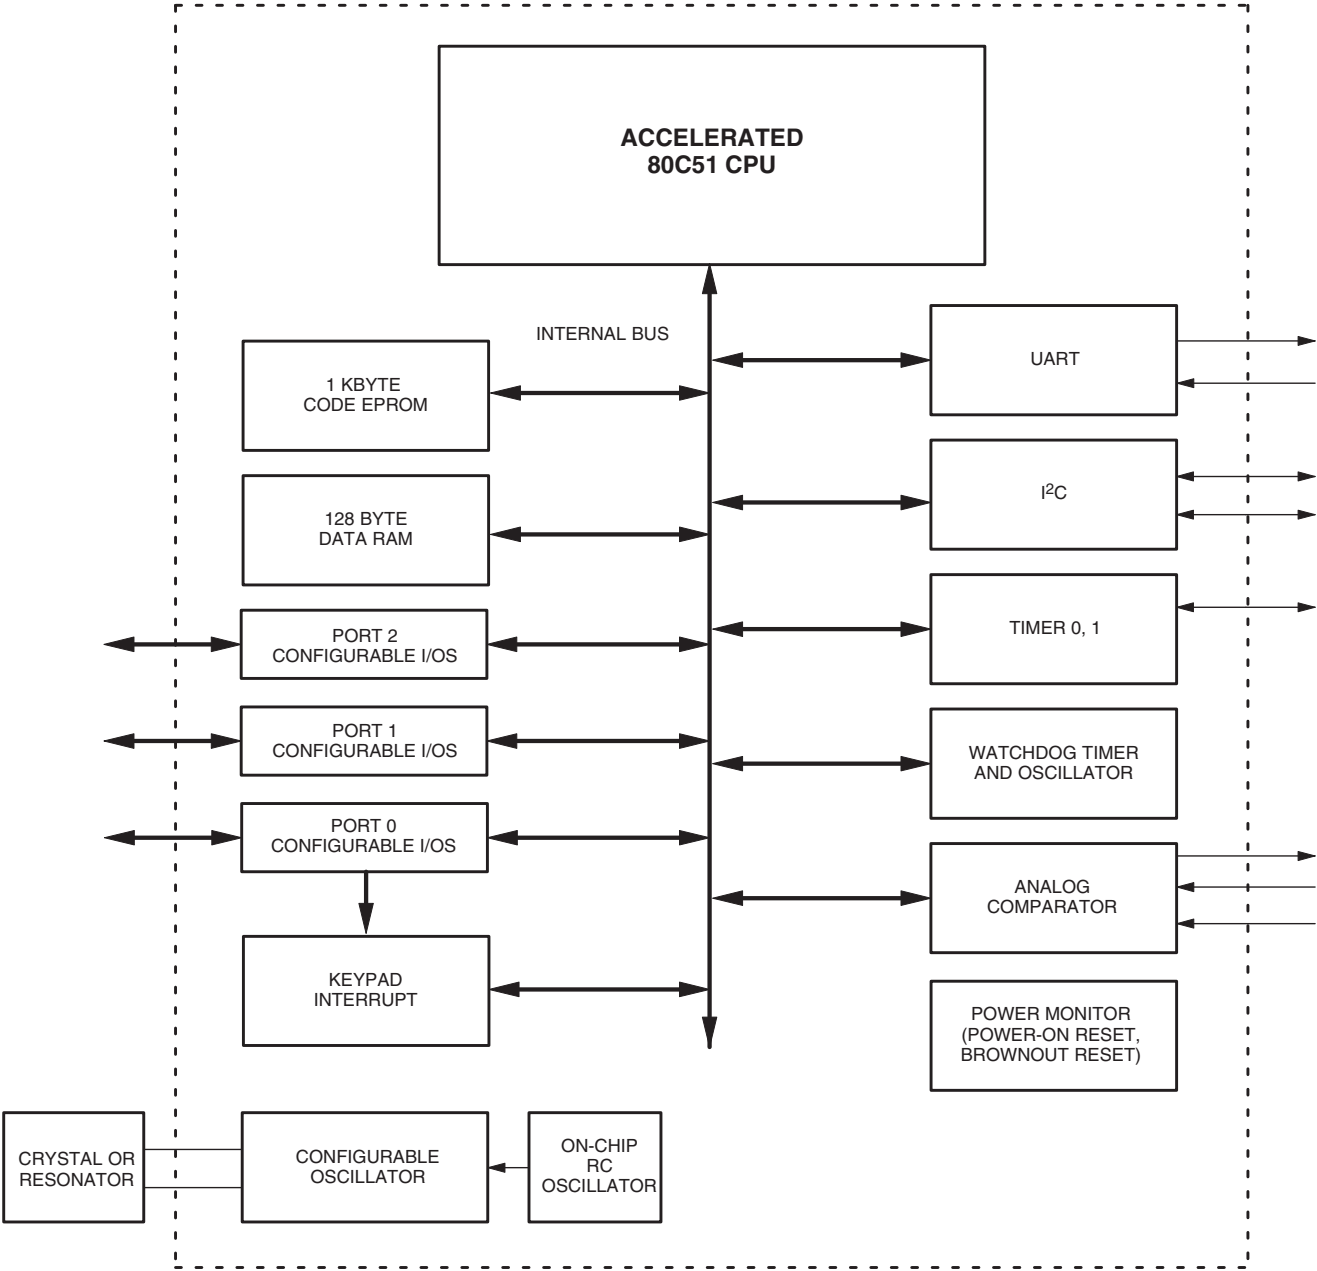 ACCELERATED
80C51 CPU
INTERNAL BUS
1 KBYTE
CODE EPROM
128 BYTE
DATA RAM
PORT 2
CONFIGURABLE I/OS
PORT 1
CONFIGURABLE I/OS
PORT 0
CONFIGURABLE I/OS
KEYPAD
INTERRUPT
UART
I²C
TIMER 0, 1
WATCHDOG TIMER
AND OSCILLATOR
ANALOG
COMPARATOR
POWER MONITOR
(POWER-ON RESET,
BROWNOUT RESET)
CRYSTAL OR
RESONATOR
CONFIGURABLE
OSCILLATOR
ON-CHIP
RC
OSCILLATOR